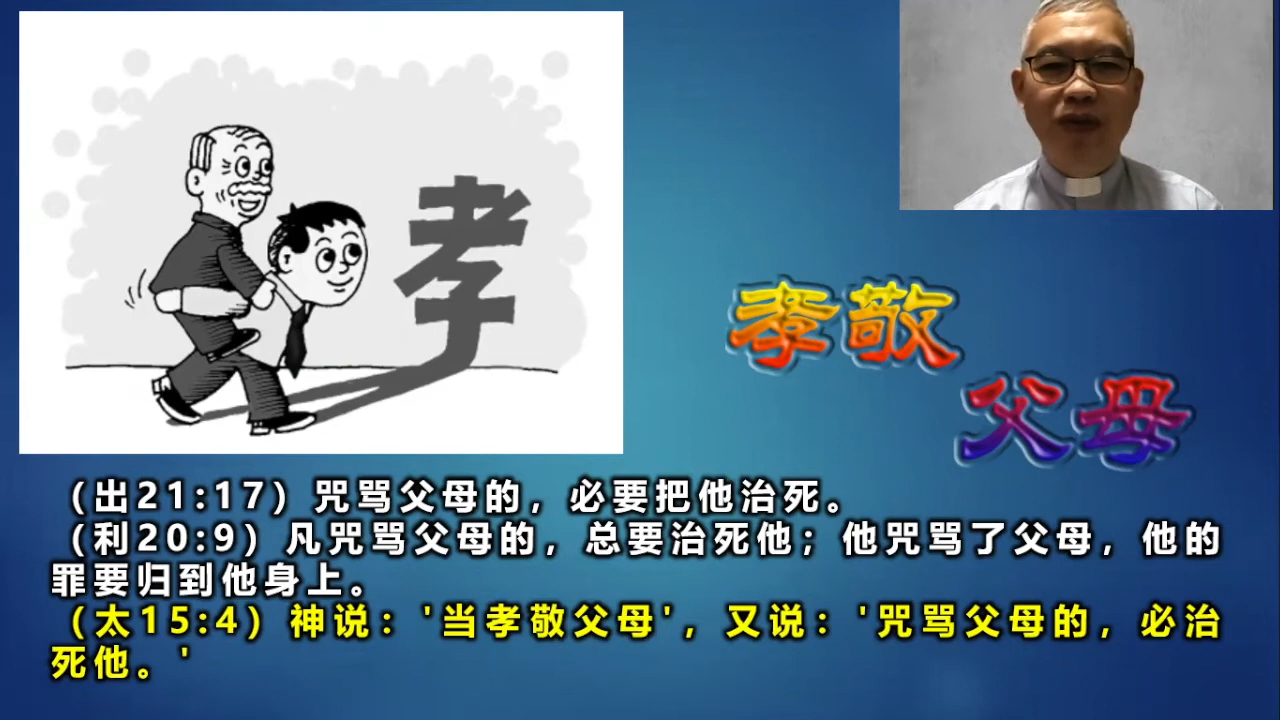 孝
孝敬
父母
（出21:17）咒骂父母的，必要把他治死。
（利20:9）凡咒骂父母的，总要治死他；他咒骂了父母，他的
罪要归到他身上。
（太15:4）神说：'当孝敬父母'，又说：'咒骂父母的，必治
死他。'